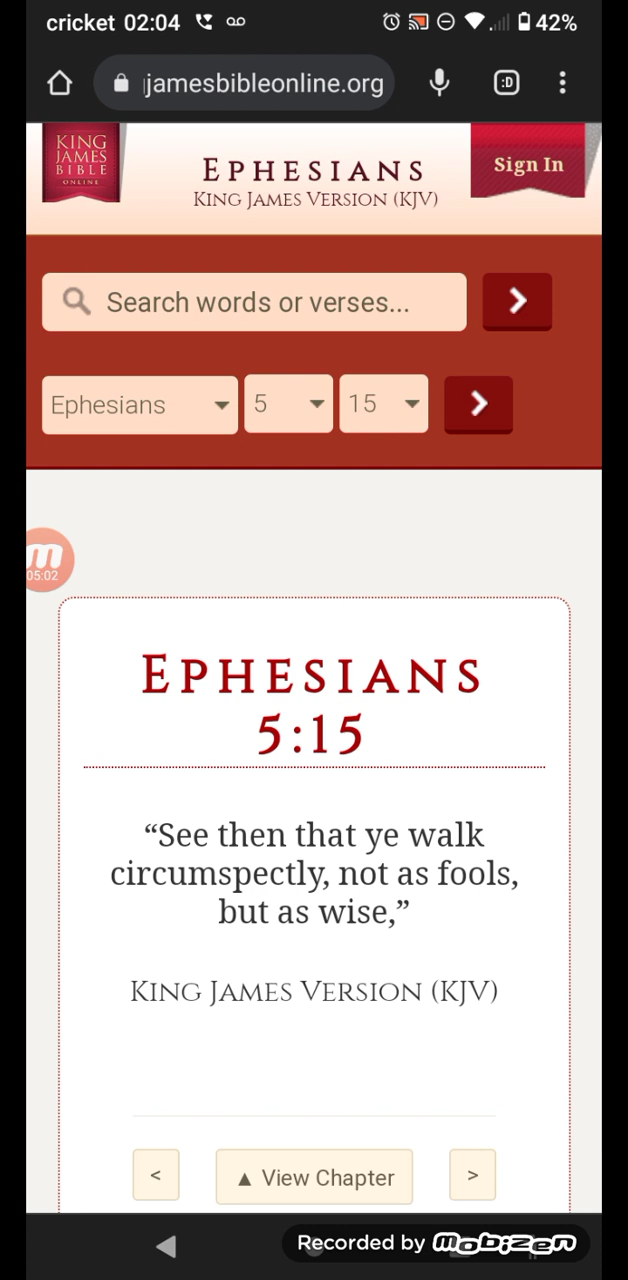 cricket 02:04 42%
jamesbibleonline.org :D
KING
JAMES
BIBLE
ONLINE
EPHESIANS
KING JAMES VERSION (KJV)
Sign In
Search words or verses...
Ephesians 5 15
m
05:02
EPHESIANS
5:15
“See then that ye walk
circumspectly, not as fools,
but as wise,”
KING JAMES VERSION (KJV)
< ▲ View Chapter >
Recorded by mobizen